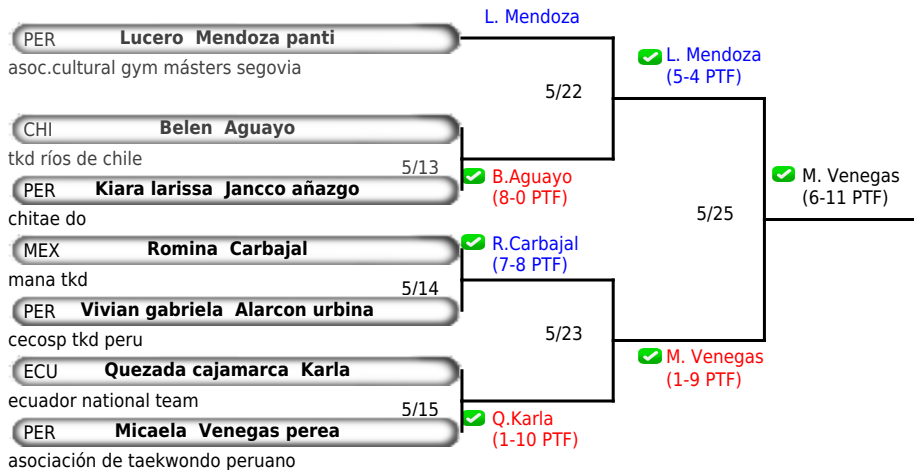 L. Mendoza
PER Lucero Mendoza panti
asoc.cultural gym másters segovia
L. Mendoza
(5-4 PTF)
5/22
CHI Belen Aguayo
tkd ríos de chile
5/13
B.Aguayo
(8-0 PTF)
PER Kiara larissa Jancco añazgo
chitae do
M. Venegas
(6-11 PTF)
5/25
MEX Romina Carbajal
mana tkd
R.Carbajal
(7-8 PTF)
5/14
PER Vivian gabriela Alarcon urbina
cecosp tkd peru
5/23
M. Venegas
(1-9 PTF)
ECU Quezada cajamarca Karla
ecuador national team
5/15
Q.Karla
(1-10 PTF)
PER Micaela Venegas perea
asociación de taekwondo peruano